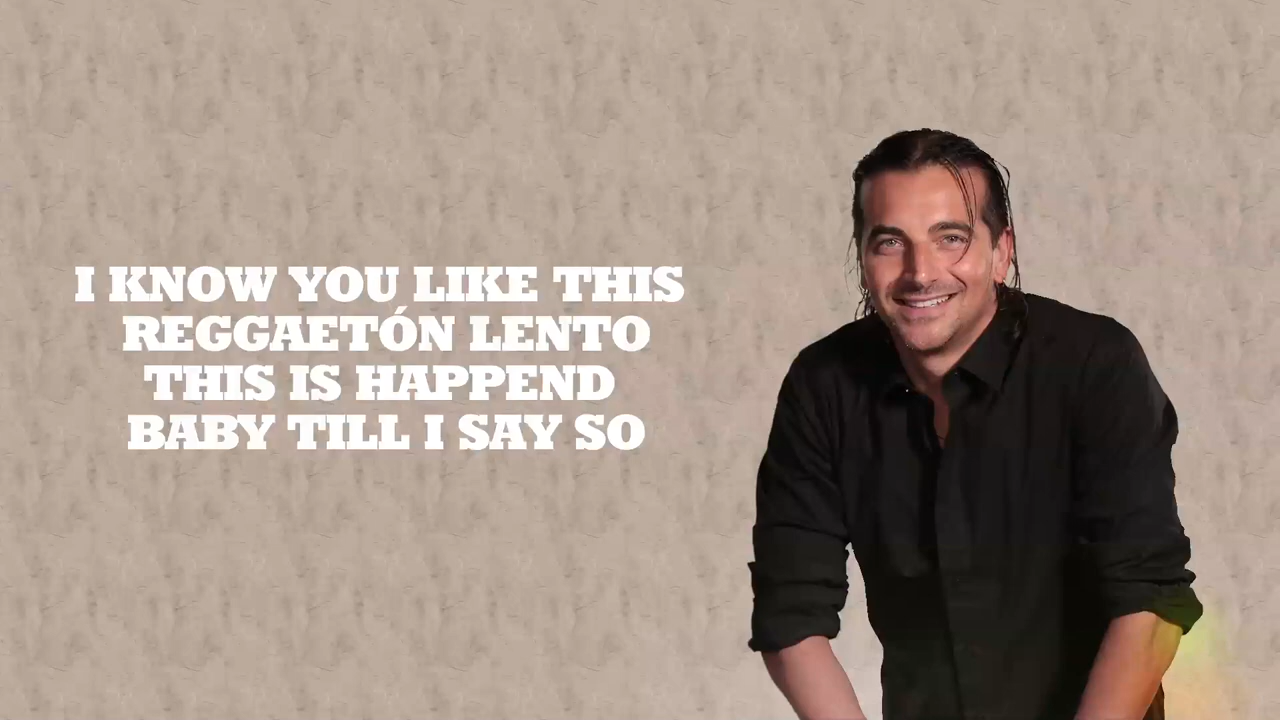 I KNOW YOU LIKE THIS
REGGAETÓN LENTO
THIS IS HAPPEND
BABY TILL I SAY SO